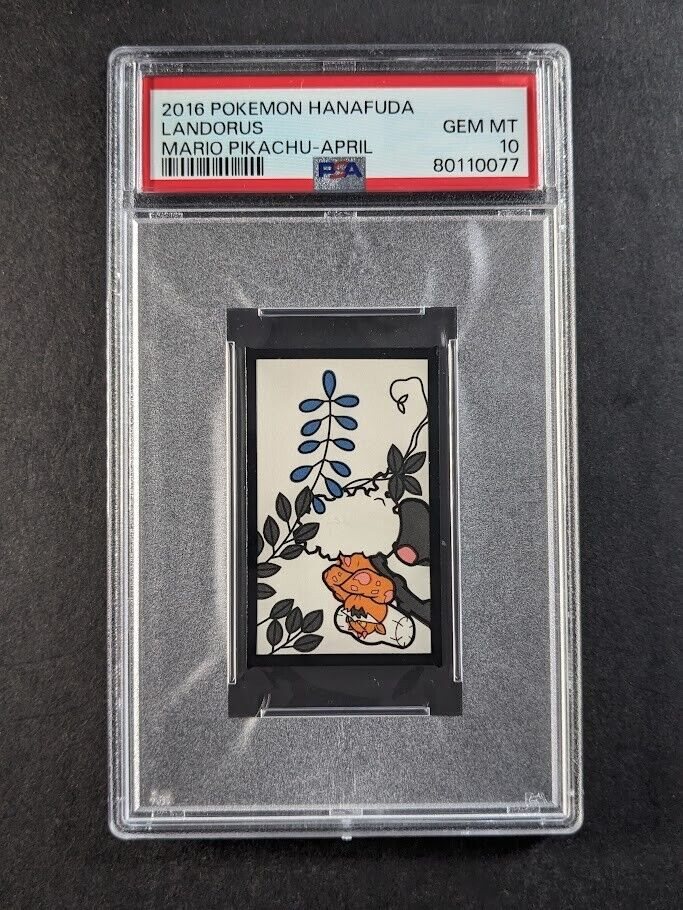 2016 POKEMON HANAFUDA
LANDORUS GEM MT
MARIO PIKACHU-APRIL 10
80110077
PSA